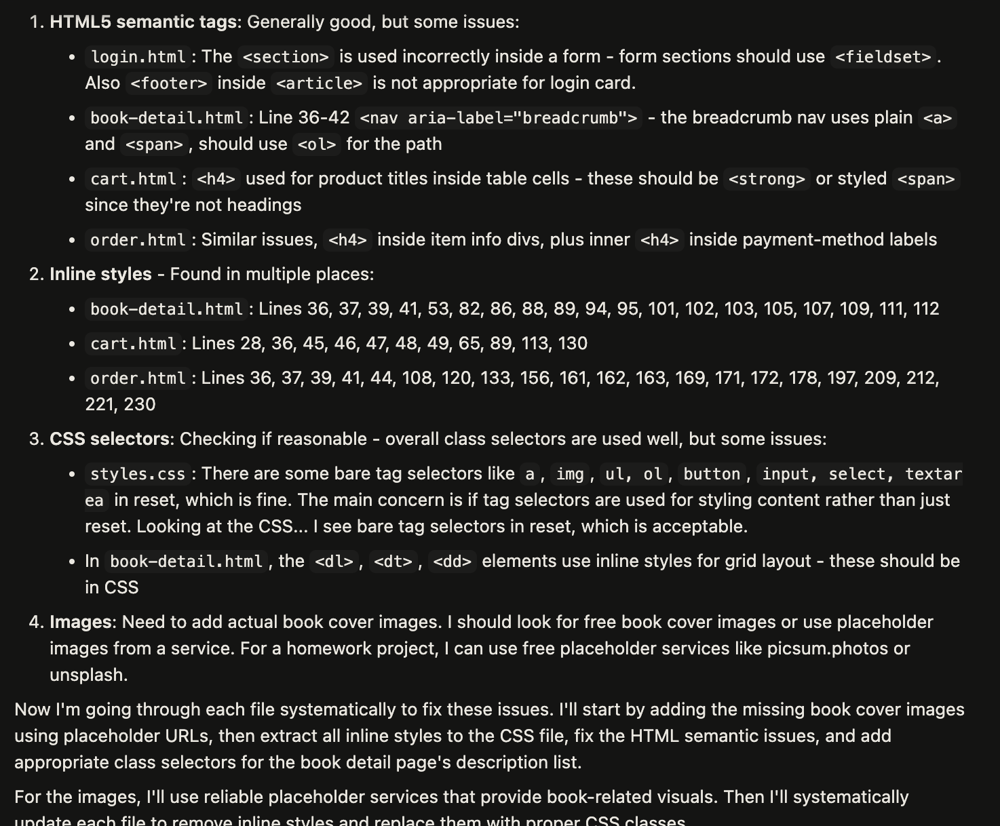 1. HTML5 semantic tags: Generally good, but some issues:
• login.html: The <section> is used incorrectly inside a form - form sections should use <fieldset>.
Also <footer> inside <article> is not appropriate for login card.
• book-detail.html: Line 36-42 <nav aria-label="breadcrumb"> - the breadcrumb nav uses plain <a>
and <span>, should use <ol> for the path
• cart.html: <h4> used for product titles inside table cells - these should be <strong> or styled <span>
since they're not headings
• order.html: Similar issues, <h4> inside item info divs, plus inner <h4> inside payment-method labels
2. Inline styles - Found in multiple places:
• book-detail.html: Lines 36, 37, 39, 41, 53, 82, 86, 88, 89, 94, 95, 101, 102, 103, 105, 107, 109, 111, 112
• cart.html: Lines 28, 36, 45, 46, 47, 48, 49, 65, 89, 113, 130
• order.html: Lines 36, 37, 39, 41, 44, 108, 120, 133, 156, 161, 162, 163, 169, 171, 172, 178, 197, 209, 212,
221, 230
3. CSS selectors: Checking if reasonable - overall class selectors are used well, but some issues:
• styles.css: There are some bare tag selectors like a, img, ul, ol, button, input, select, textar
ea in reset, which is fine. The main concern is if tag selectors are used for styling content rather than just
reset. Looking at the CSS... I see bare tag selectors in reset, which is acceptable.
• In book-detail.html, the <dl>, <dt>, <dd> elements use inline styles for grid layout - these should be
in CSS
4. Images: Need to add actual book cover images. I should look for free book cover images or use placeholder
images from a service. For a homework project, I can use free placeholder services like picsum.photos or
unsplash.
Now I'm going through each file systematically to fix these issues. I'll start by adding the missing book cover images
using placeholder URLs, then extract all inline styles to the CSS file, fix the HTML semantic issues, and add
appropriate class selectors for the book detail page's description list.
For the images, I'll use reliable placeholder services that provide book-related visuals. Then I'll systematically
update each file to remove inline styles and replace them with proper CSS classes.